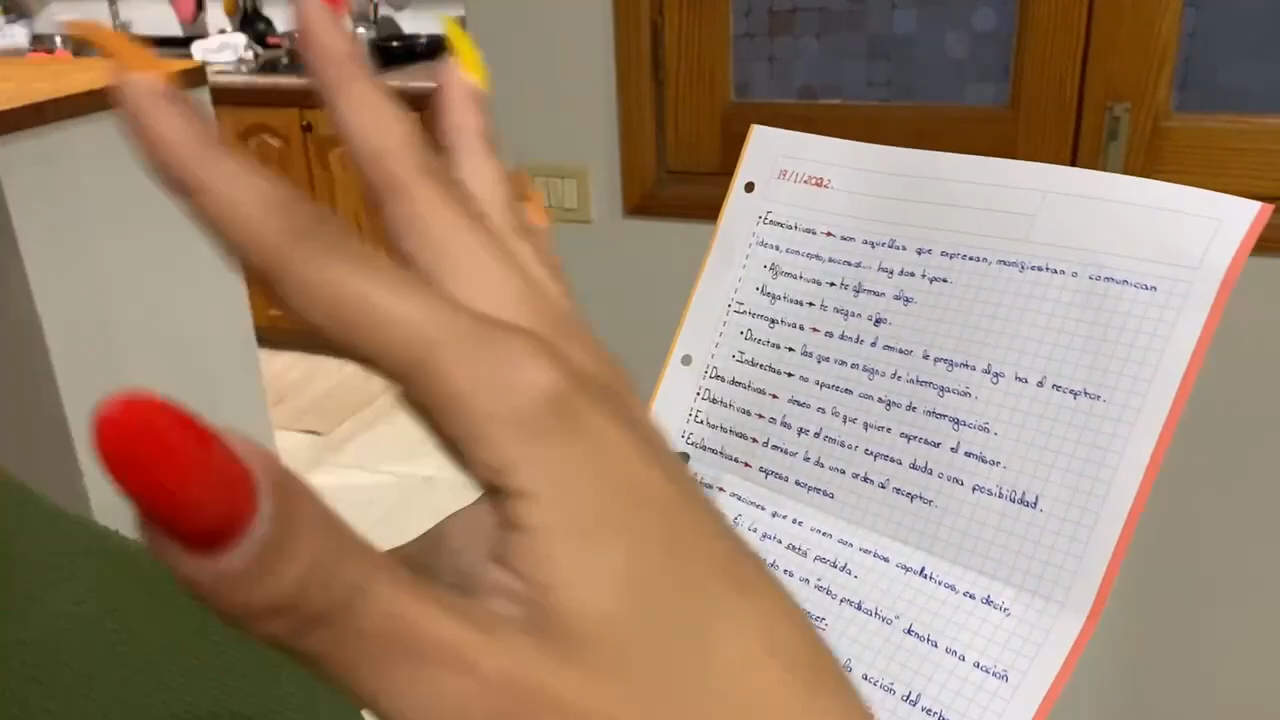 19/1/2022.
• Enunciativas → son aquellas que expresan, manifiestan o comunican
ideas, concepto, sucesos... hay dos tipos.
• Afirmativas → te afirman algo.
• Negativas → te niegan algo.
Interrogativas → es donde el emisor le pregunta algo ha el receptor.
• Directas → las que van en signo de interrogación.
• Indirectas → no aparecen con signo de interrogación.
Desiderativas → deseo es lo que quiere expresar el emisor.
Dubitativas → en las que el emisor expresa duda o una posibilidad.
Exhortativas → el emisor le da una orden al receptor.
Exclamativas → expresa sorpresa
→ oraciones que se unen con verbos copulativos, es decir,
Ej: La gata está perdida.
es un "verbo predicativo" denota una acción
la acción del verbo